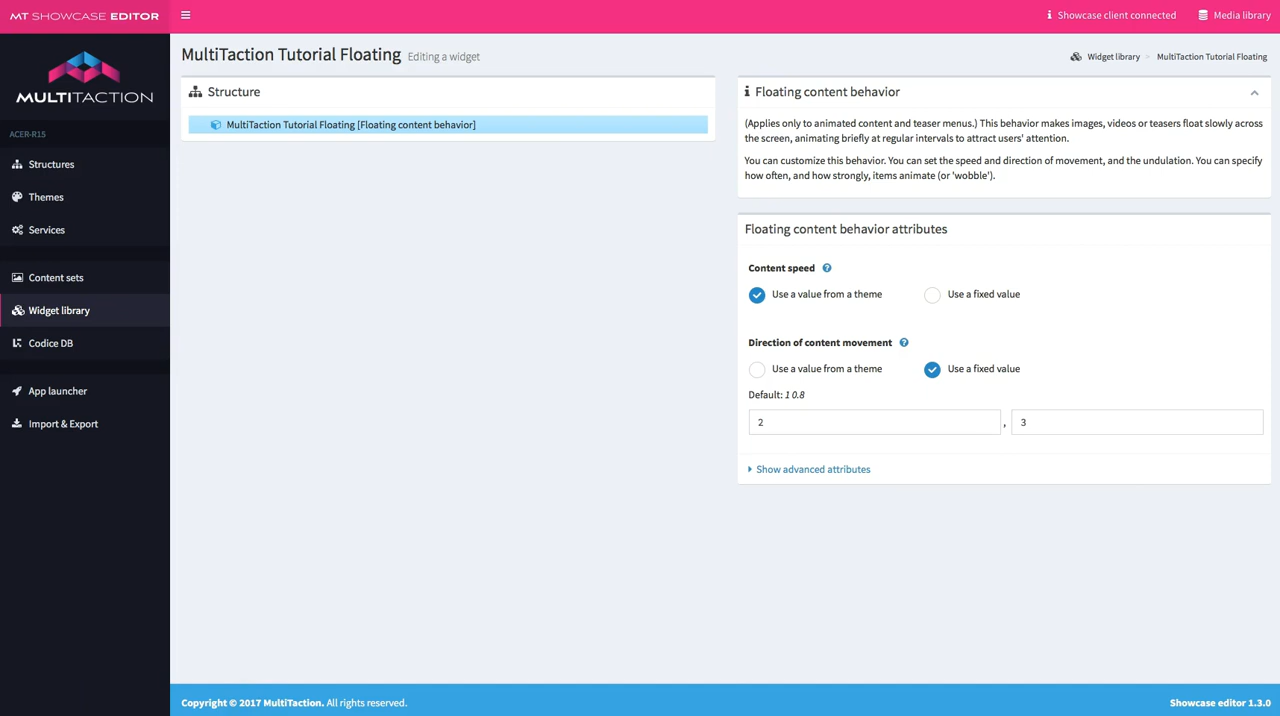 MT SHOWCASE EDITOR
Showcase client connected
Media library
MULTITACTION
ACER-R15
Structures
Themes
Services
Content sets
Widget library
Codice DB
App launcher
Import & Export
MultiTaction Tutorial Floating Editing a widget
Widget library > MultiTaction Tutorial Floating
Structure
MultiTaction Tutorial Floating [Floating content behavior]
Floating content behavior
(Applies only to animated content and teaser menus.) This behavior makes images, videos or teasers float slowly across
the screen, animating briefly at regular intervals to attract users' attention.
You can customize this behavior. You can set the speed and direction of movement, and the undulation. You can specify
how often, and how strongly, items animate (or 'wobble').
Floating content behavior attributes
Content speed
Use a value from a theme Use a fixed value
Direction of content movement
Use a value from a theme Use a fixed value
Default: 1 0.8
2 , 3
Show advanced attributes
Copyright © 2017 MultiTaction. All rights reserved.
Showcase editor 1.3.0